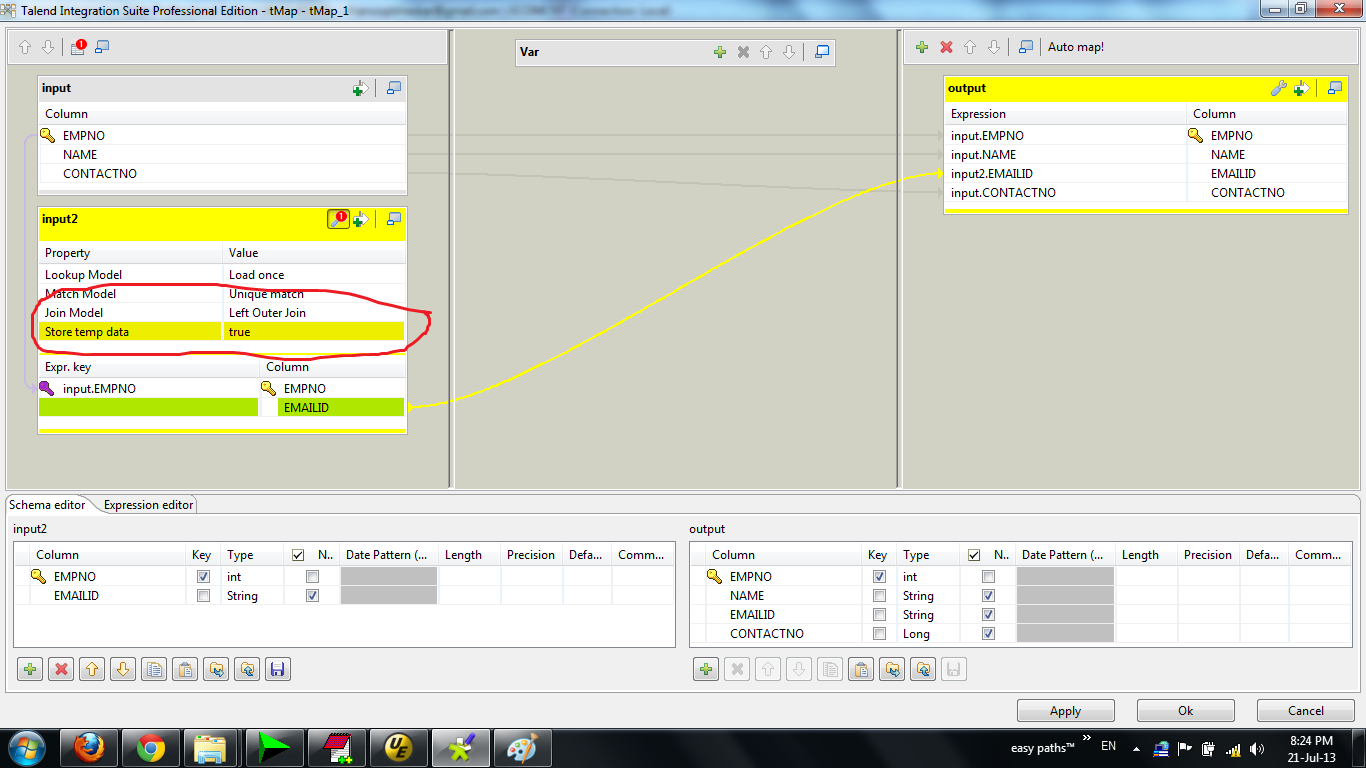 Talend Integration Suite Professional Edition - tMap - tMap_1
1
Var
Auto map!
input
Column
EMPNO
NAME
CONTACTNO
input2
1
Property Value
Lookup Model Load once
Match Model Unique match
Join Model Left Outer Join
Store temp data true
Expr. key Column
input.EMPNO EMPNO
EMAILID
output
Expression Column
input.EMPNO EMPNO
input.NAME NAME
input2.EMAILID EMAILID
input.CONTACTNO CONTACTNO
Schema editor Expression editor
input2
Column Key Type N.. Date Pattern (... Length Precision Defa... Comm...
EMPNO int
EMAILID String
output
Column Key Type N.. Date Pattern (... Length Precision Defa... Comm...
EMPNO int
NAME String
EMAILID String
CONTACTNO Long
Apply Ok Cancel
UE
easy paths™ » EN
8:24 PM
21-Jul-13